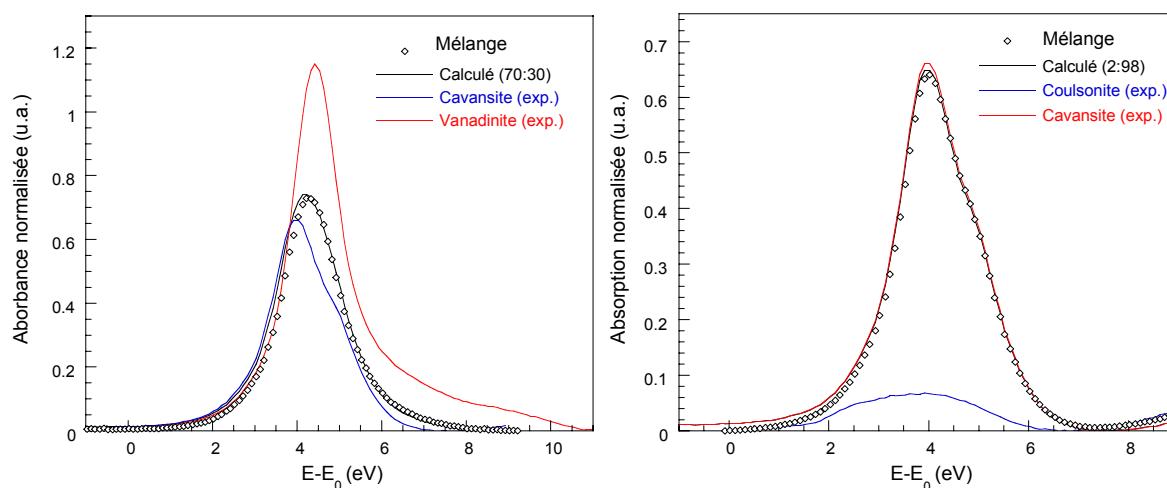 Mélange
Calculé (70:30)
Cavansite (exp.)
Vanadinite (exp.)
Aborbance normalisée (u.a.)
1.2
1
0.8
0.6
0.4
0.2
0
0 2 4 6 8 10
E-E0 (eV)
Mélange
Calculé (2:98)
Coulsonite (exp.)
Cavansite (exp.)
Absorption normalisée (u.a.)
0.7
0.6
0.5
0.4
0.3
0.2
0.1
0
0 2 4 6 8
E-E0 (eV)